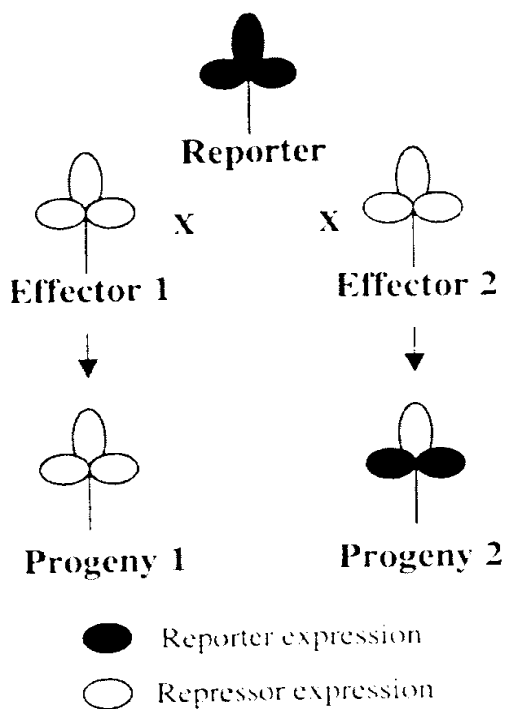 Reporter
X X
Effector 1 Effector 2
Progeny 1 Progeny 2
Reporter expression
Repressor expression